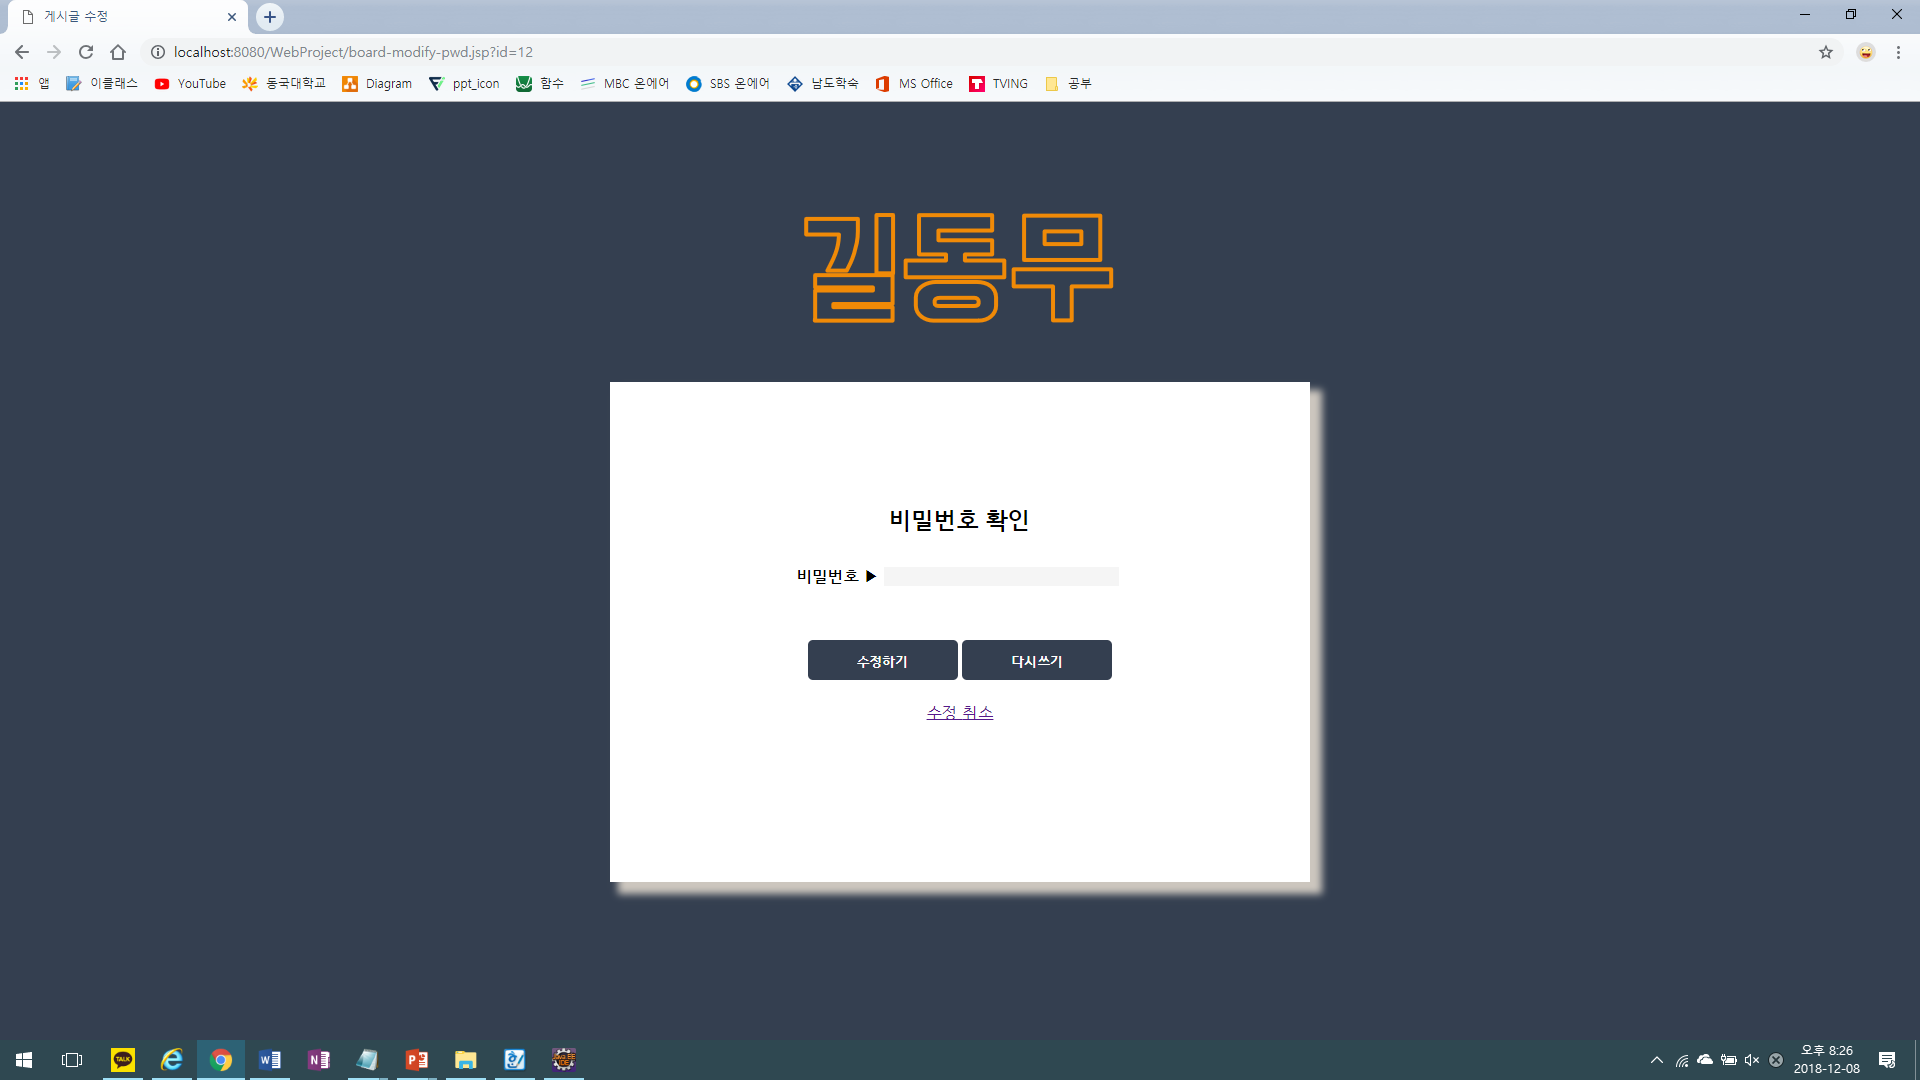 게시글 수정
localhost:8080/WebProject/board-modify-pwd.jsp?id=12
앱 이클래스 YouTube 동국대학교 Diagram ppt_icon 함수 MBC 온에어 SBS 온에어 남도학숙 MS Office TVING 공부
길동무
비밀번호 확인
비밀번호 ▶
수정하기 다시쓰기
수정 취소
TALK
오후 8:26
2018-12-08